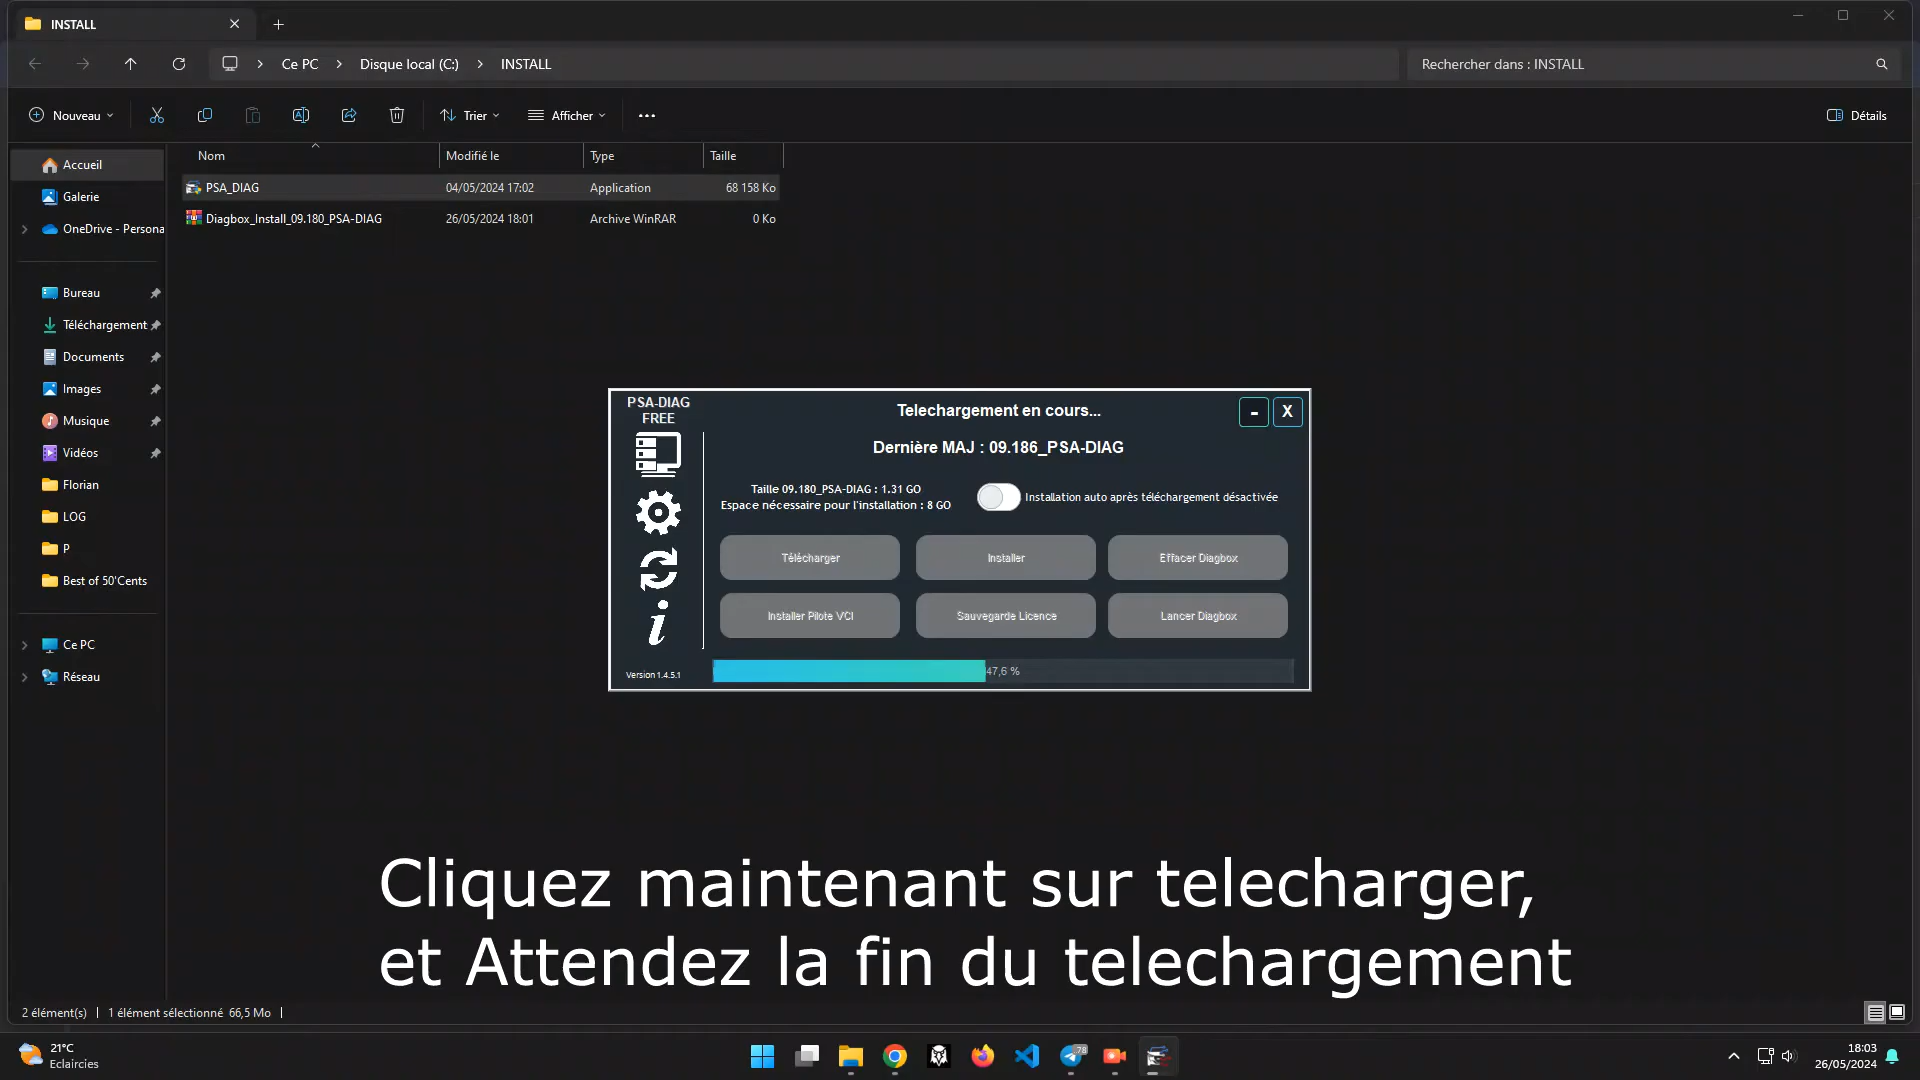 INSTALL
Ce PC
Disque local (C:)
INSTALL
Rechercher dans : INSTALL
Nouveau
Trier
Afficher
Détails
Nom
Modifié le
Type
Taille
PSA_DIAG
04/05/2024 17:02
Application
68 158 Ko
Diagbox_Install_09.180_PSA-DIAG
26/05/2024 18:01
Archive WinRAR
0 Ko
Accueil
Galerie
OneDrive - Persona
Bureau
Téléchargement
Documents
Images
Musique
Vidéos
Florian
LOG
P
Best of 50'Cents
Ce PC
Réseau
PSA-DIAG
FREE
Version 1.4.5.1
Telechargement en cours...
- X
Dernière MAJ : 09.186_PSA-DIAG
Taille 09.180_PSA-DIAG : 1.31 GO
Espace nécessaire pour l'installation : 8 GO
Installation auto après téléchargement désactivée
Télécharger
Installer
Effacer Diagbox
Installer Pilote VCI
Sauvegarde Licence
Lancer Diagbox
47,6 %
Cliquez maintenant sur telecharger,
et Attendez la fin du telechargement
2 élément(s)
1 élément sélectionné 66,5 Mo
21°C
Eclaircies
78
18:03
26/05/2024